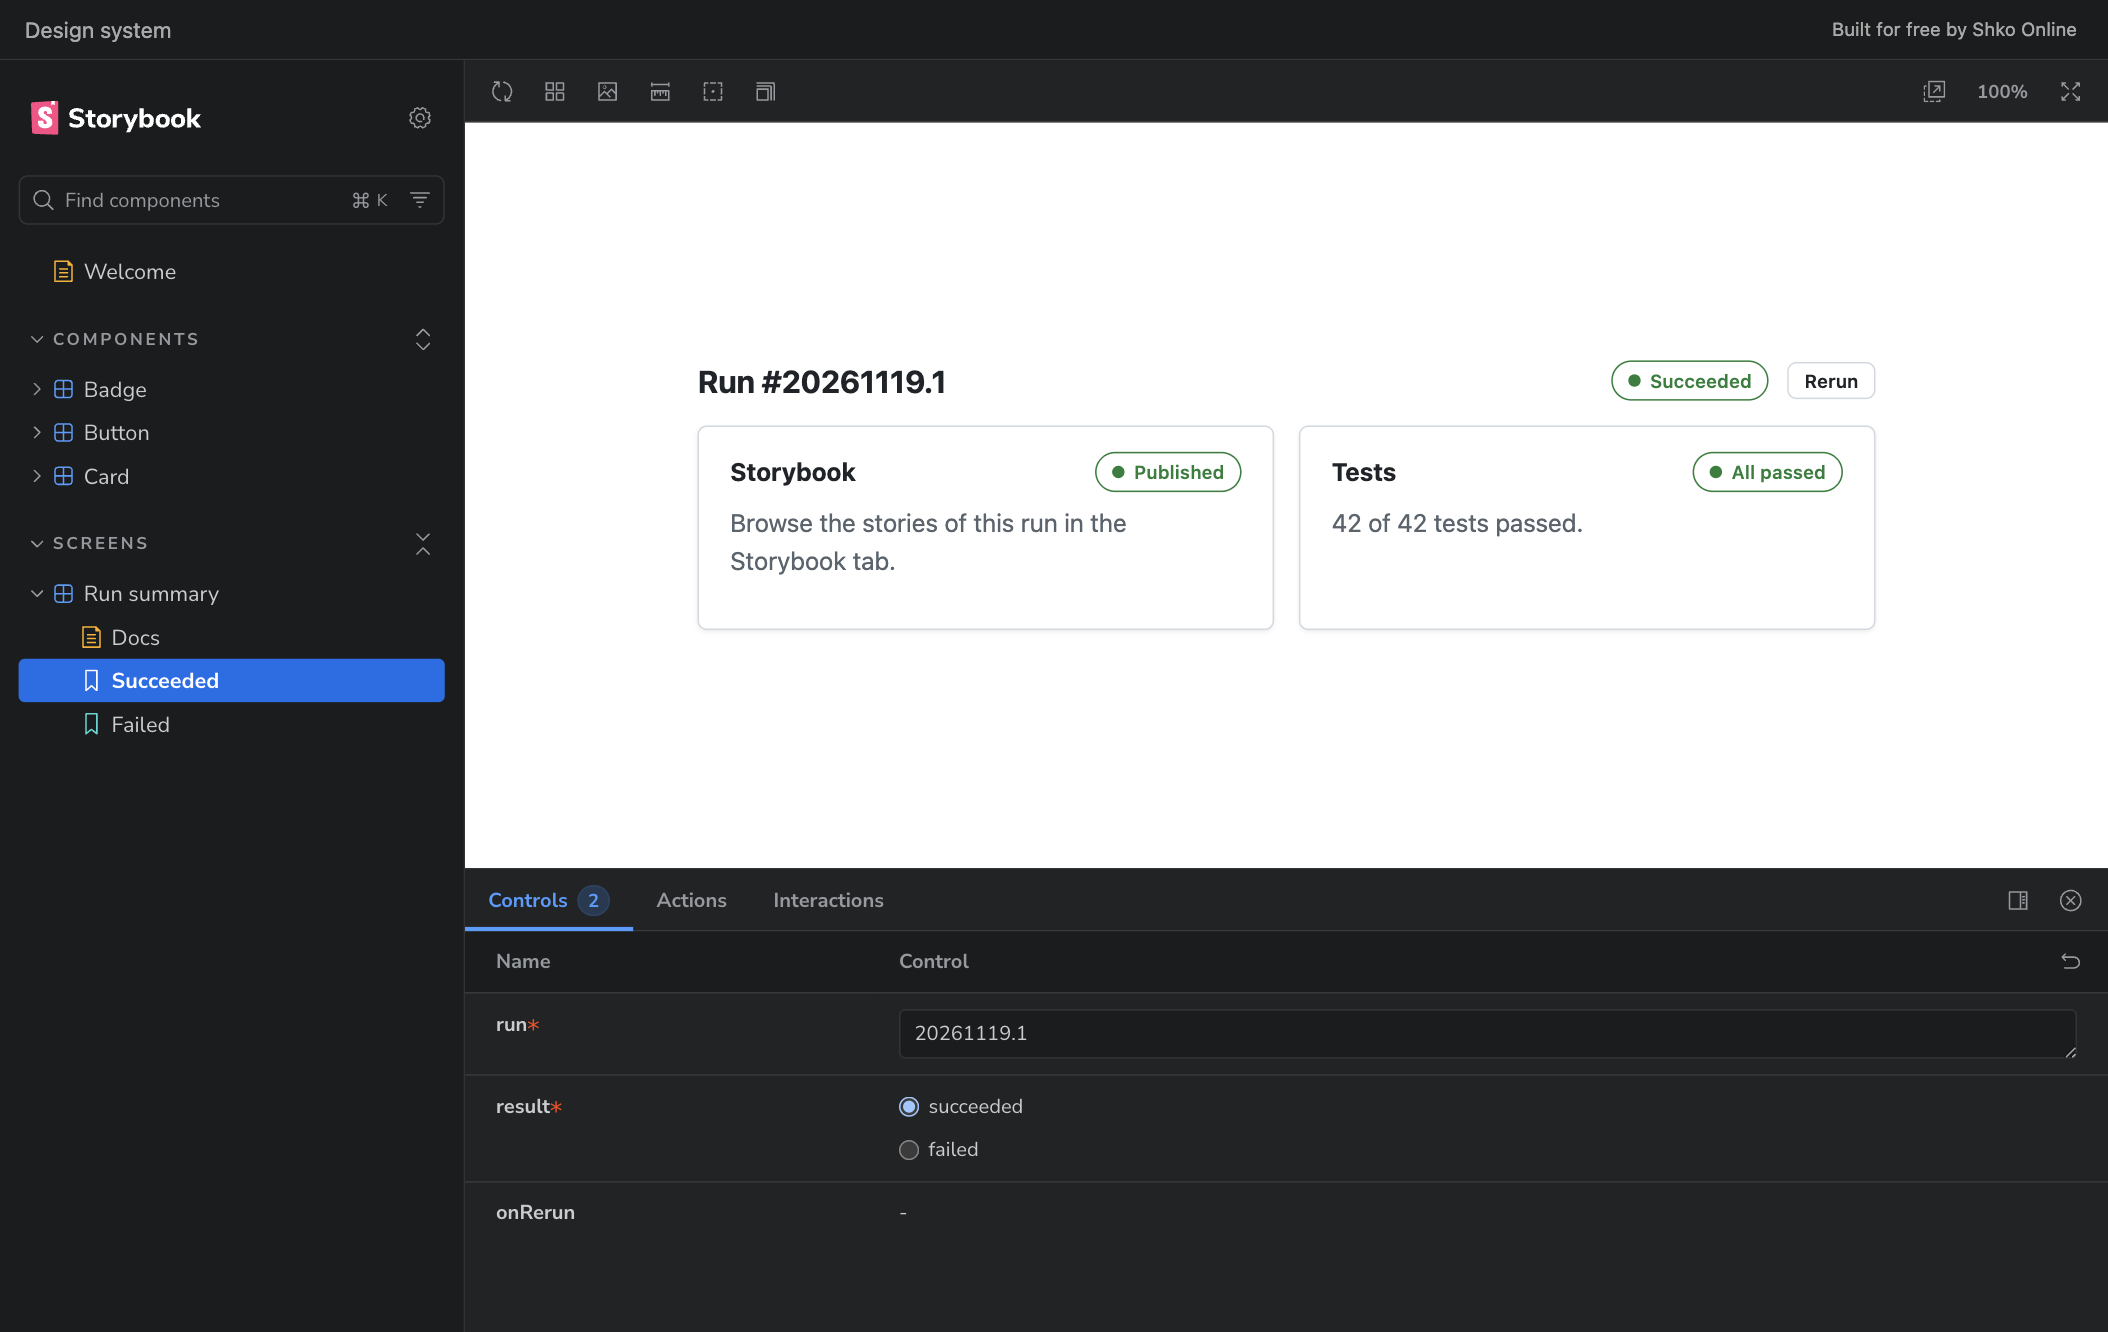 Design system
Built for free by Shko Online
Storybook
Find components
⌘ K
100%
Welcome
COMPONENTS
Badge
Button
Card
SCREENS
Run summary
Docs
Succeeded
Failed
Run #20261119.1
Succeeded
Rerun
Storybook
Published
Browse the stories of this run in the
Storybook tab.
Tests
All passed
42 of 42 tests passed.
Controls 2
Actions
Interactions
Name
Control
run*
20261119.1
result*
succeeded
failed
onRerun
-